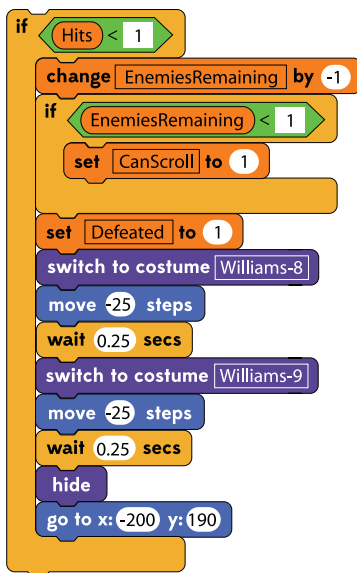 if Hits < 1
change EnemiesRemaining by -1
if EnemiesRemaining < 1
set CanScroll to 1
set Defeated to 1
switch to costume Williams-8
move -25 steps
wait 0.25 secs
switch to costume Williams-9
move -25 steps
wait 0.25 secs
hide
go to x: -200 y: 190